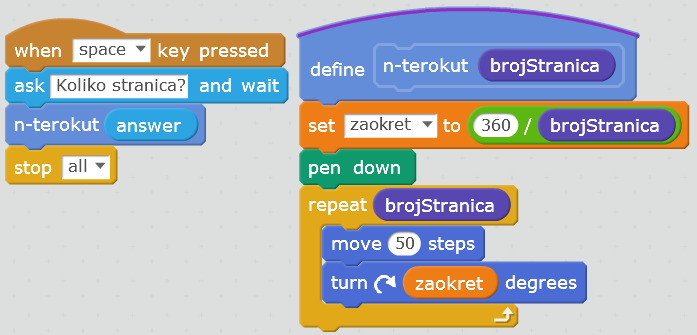 when space key pressed
ask Koliko stranica? and wait
n-terokut answer
stop all
define n-terokut brojStranica
set zaokret to 360 / brojStranica
pen down
repeat brojStranica
move 50 steps
turn zaokret degrees